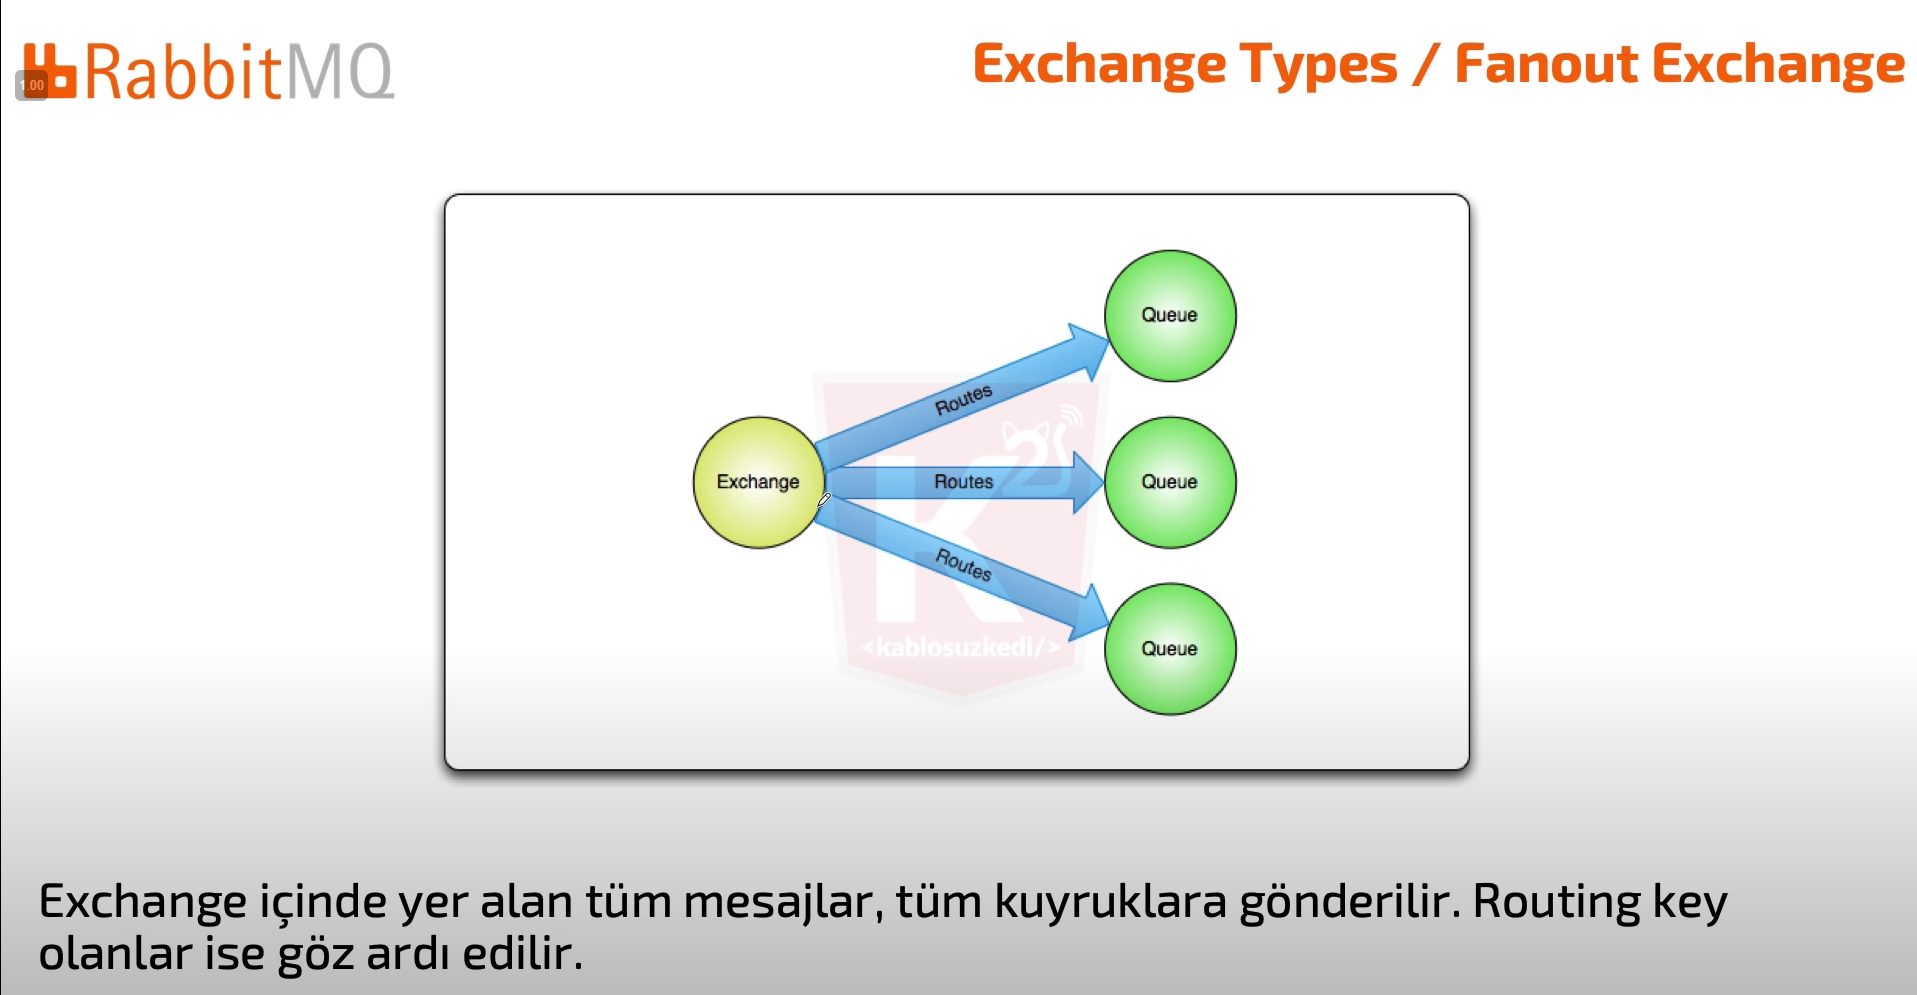 RabbitMQ
1.00
Exchange Types / Fanout Exchange
Queue
Routes
Exchange
Routes
Queue
Routes
Queue
K
<kablosuzkedi/>
Exchange içinde yer alan tüm mesajlar, tüm kuyruklara gönderilir. Routing key
olanlar ise göz ardı edilir.